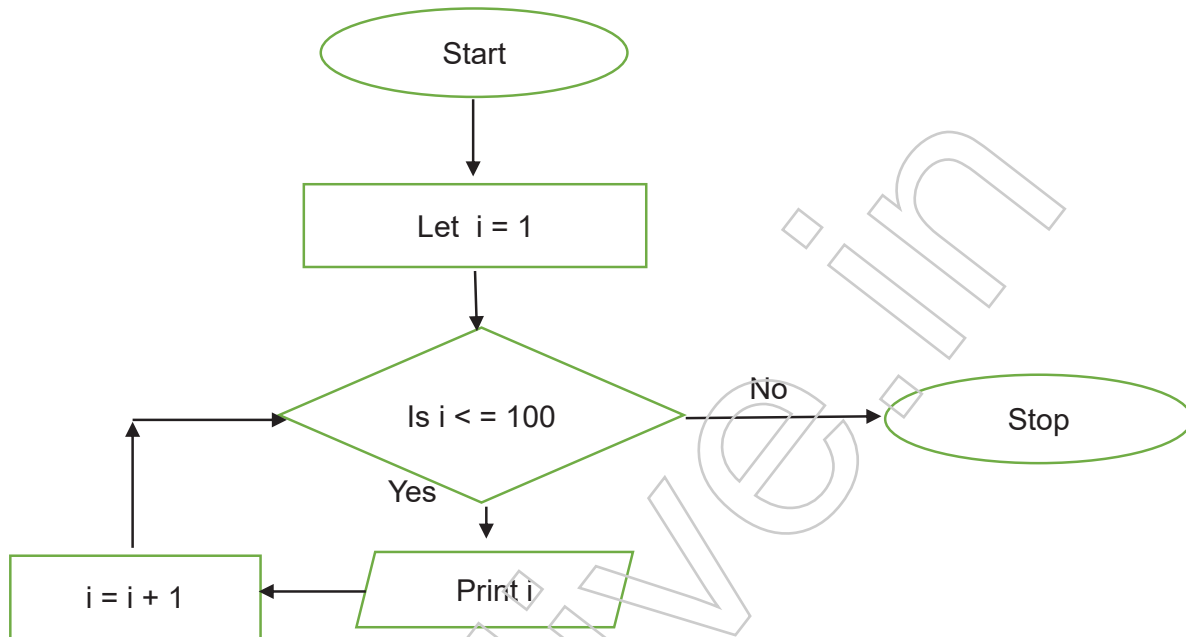 Start
Let i = 1
Is i < = 100
No
Stop
Yes
Print i
i = i + 1